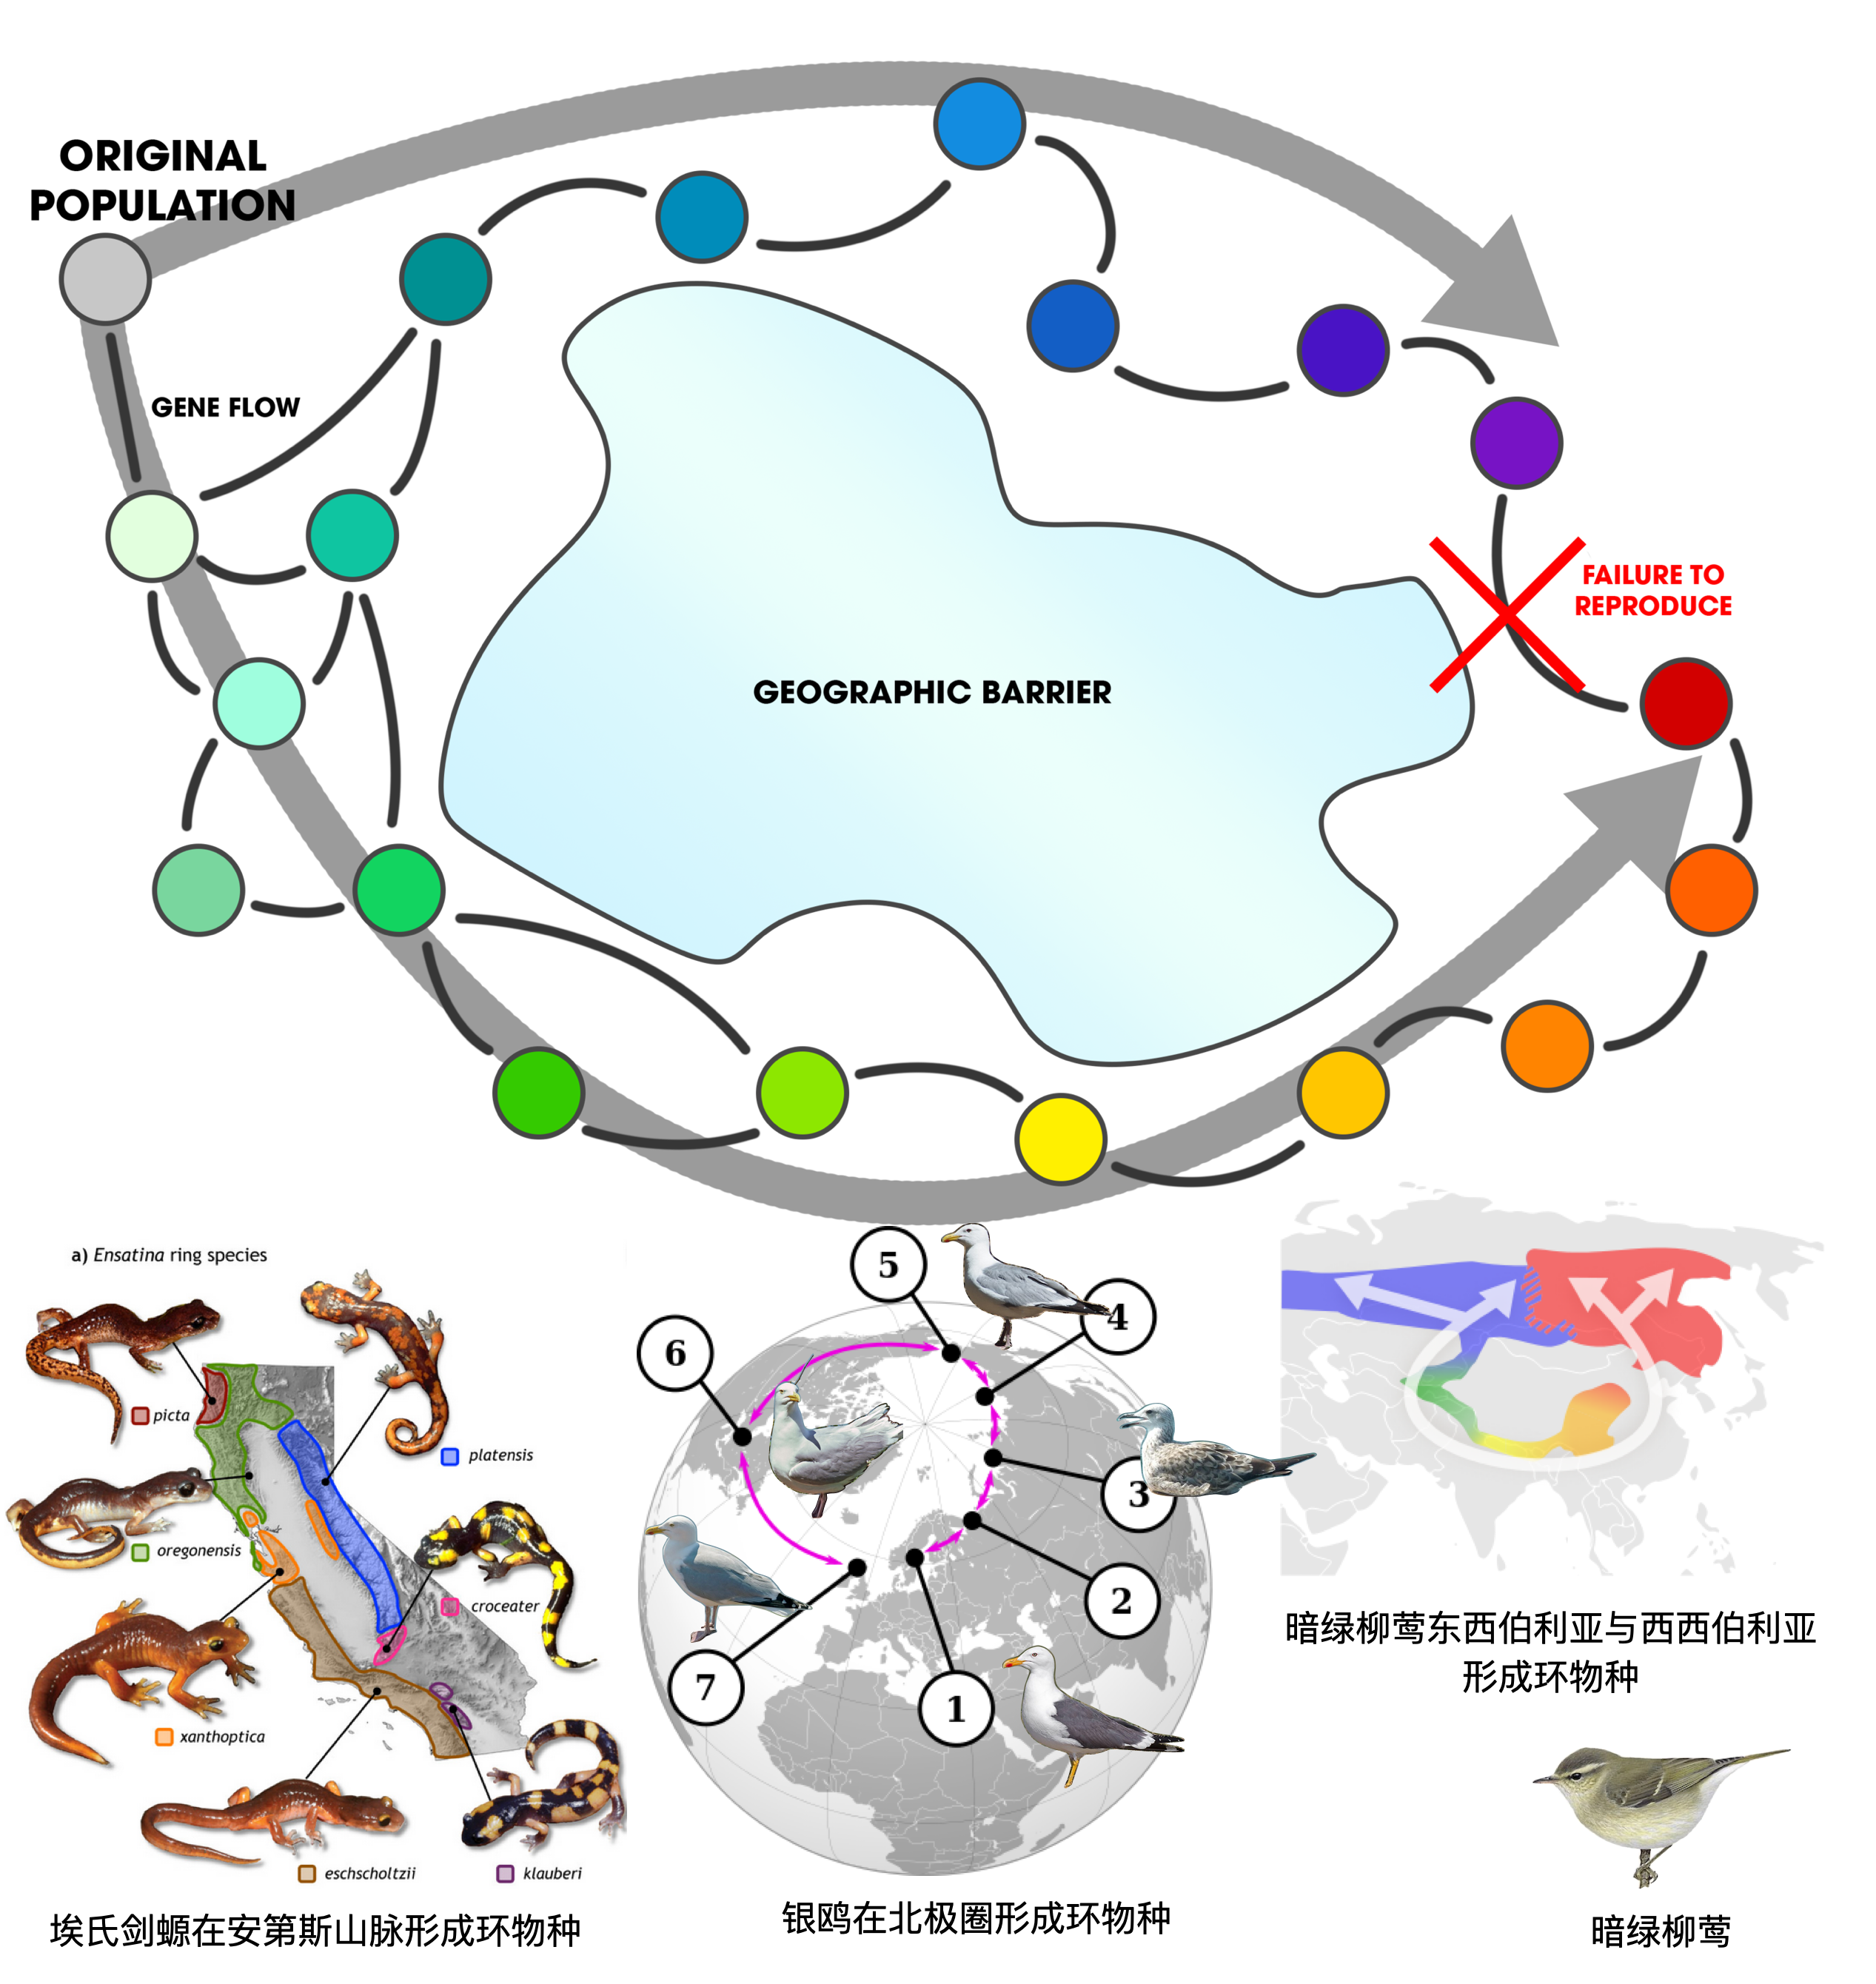 ORIGINAL
POPULATION
GENE FLOW
FAILURE TO
REPRODUCE
GEOGRAPHIC BARRIER
a) Ensatina ring species
picta
platensis
oregonensis
croceater
xanthoptica
eschscholtzii
klauberi
埃氏剑螈在安第斯山脉形成环物种
5
4
6
3
2
7
1
银鸥在北极圈形成环物种
暗绿柳莺东西伯利亚与西西伯利亚
形成环物种
暗绿柳莺